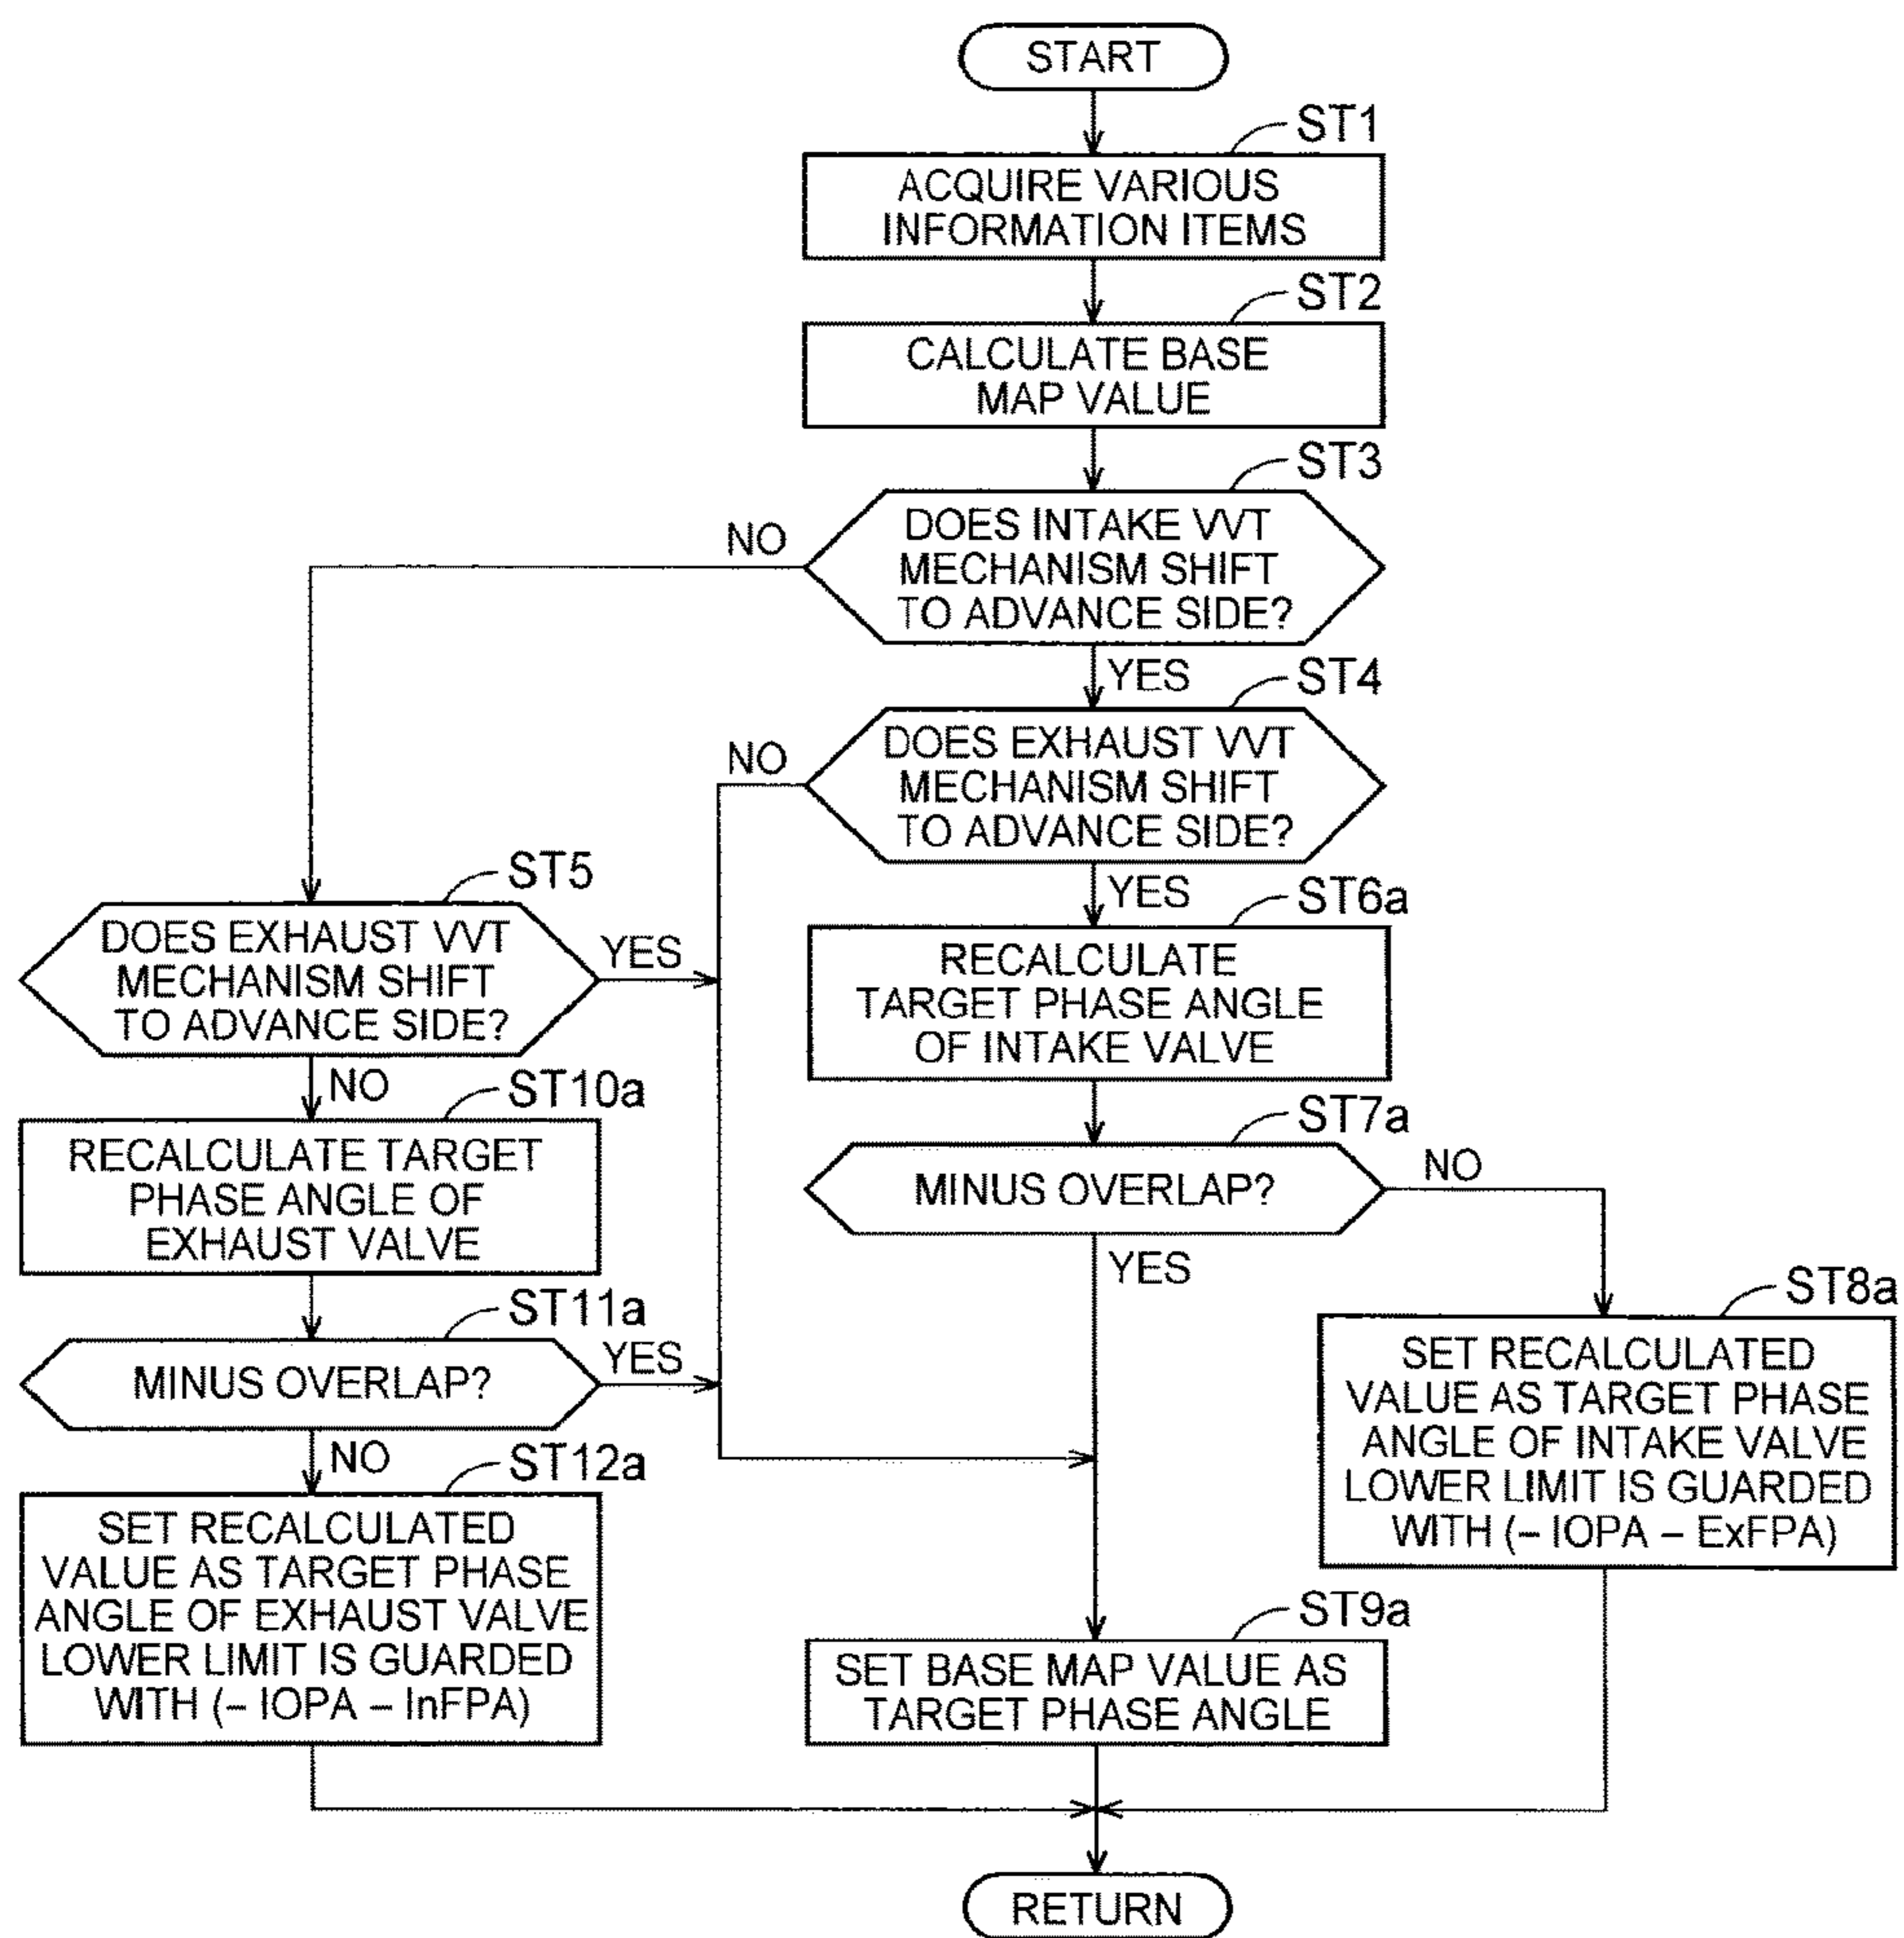 START
ST1
ACQUIRE VARIOUS
INFORMATION ITEMS
ST2
CALCULATE BASE
MAP VALUE
ST3
DOES INTAKE VVT
MECHANISM SHIFT
TO ADVANCE SIDE?
NO
YES
ST4
DOES EXHAUST VVT
MECHANISM SHIFT
TO ADVANCE SIDE?
NO
YES
ST5
DOES EXHAUST VVT
MECHANISM SHIFT
TO ADVANCE SIDE?
YES
NO
ST6a
RECALCULATE
TARGET PHASE ANGLE
OF INTAKE VALVE
ST10a
RECALCULATE TARGET
PHASE ANGLE OF
EXHAUST VALVE
ST7a
MINUS OVERLAP?
NO
YES
ST11a
MINUS OVERLAP?
YES
NO
ST8a
SET RECALCULATED
VALUE AS TARGET PHASE
ANGLE OF INTAKE VALVE
LOWER LIMIT IS GUARDED
WITH (– IOPA – ExFPA)
ST12a
SET RECALCULATED
VALUE AS TARGET PHASE
ANGLE OF EXHAUST VALVE
LOWER LIMIT IS GUARDED
WITH (– IOPA – InFPA)
ST9a
SET BASE MAP VALUE AS
TARGET PHASE ANGLE
RETURN